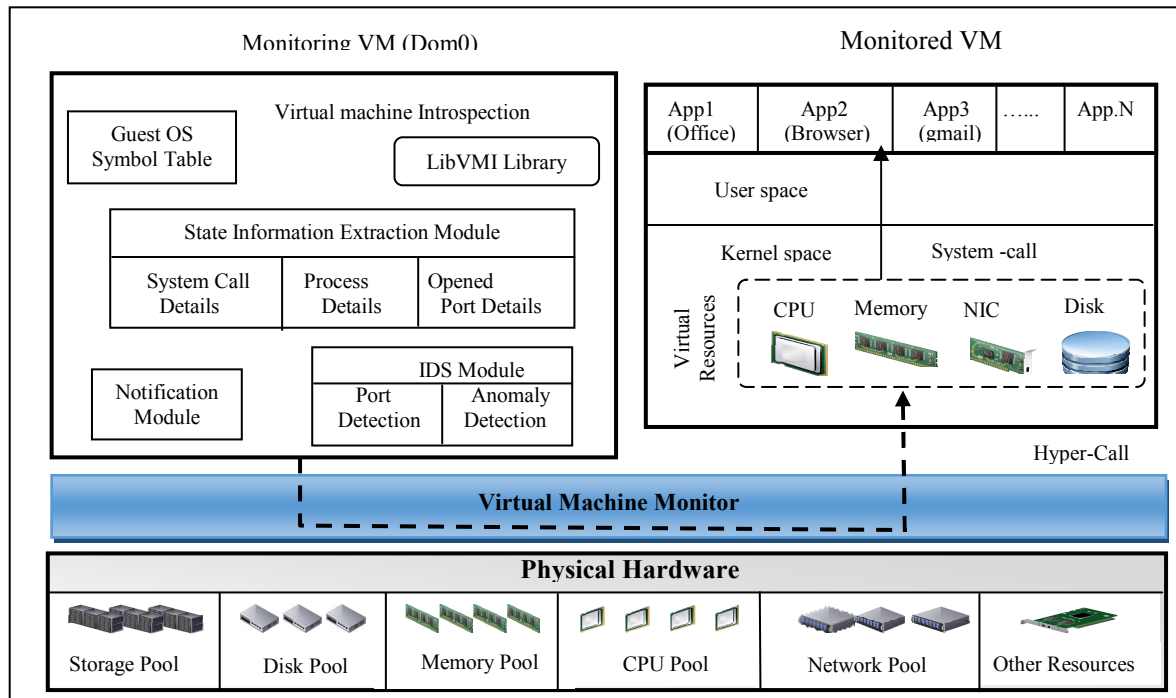 Monitoring VM (Dom0)
Virtual machine Introspection
Guest OS
Symbol Table
LibVMI Library
State Information Extraction Module
System Call
Details
Process
Details
Opened
Port Details
Notification
Module
IDS Module
Port
Detection
Anomaly
Detection
Monitored VM
App1
(Office)
App2
(Browser)
App3
(gmail)
…...
App.N
User space
Kernel space
System -call
Virtual
Resources
CPU
Memory
NIC
Disk
Hyper-Call
Virtual Machine Monitor
Physical Hardware
Storage Pool
Disk Pool
Memory Pool
CPU Pool
Network Pool
Other Resources